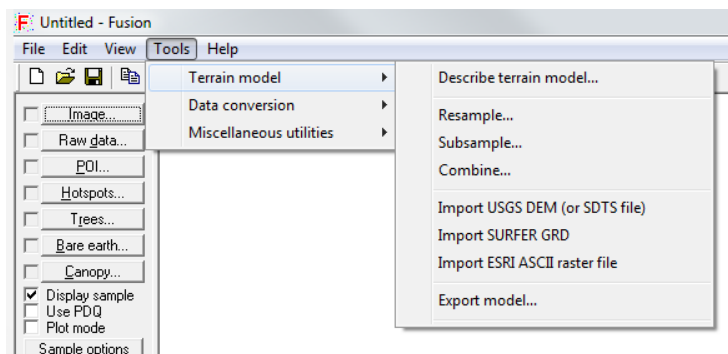 Untitled - Fusion
File Edit View Tools Help
Terrain model
Data conversion
Miscellaneous utilities
Describe terrain model...
Resample...
Subsample...
Combine...
Import USGS DEM (or SDTS file)
Import SURFER GRD
Import ESRI ASCII raster file
Export model...
Image...
Raw data...
POI...
Hotspots...
Trees...
Bare earth...
Canopy...
Display sample
Use PDQ
Plot mode
Sample options